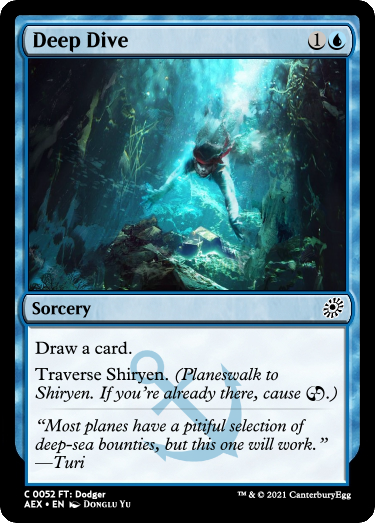 Deep Dive 1
Sorcery
Draw a card.
Traverse Shiryen. (Planeswalk to
Shiryen. If you're already there, cause .)
“Most planes have a pitiful selection of
deep-sea bounties, but this one will work.”
—Turi
C 0052 FT: Dodger
AEX • EN Donglu Yu
™ & © 2021 CanterburyEgg